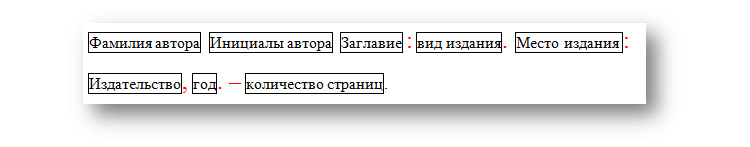 Фамилия автора Инициалы автора Заглавие : вид издания. Место издания :
Издательство, год. – количество страниц.